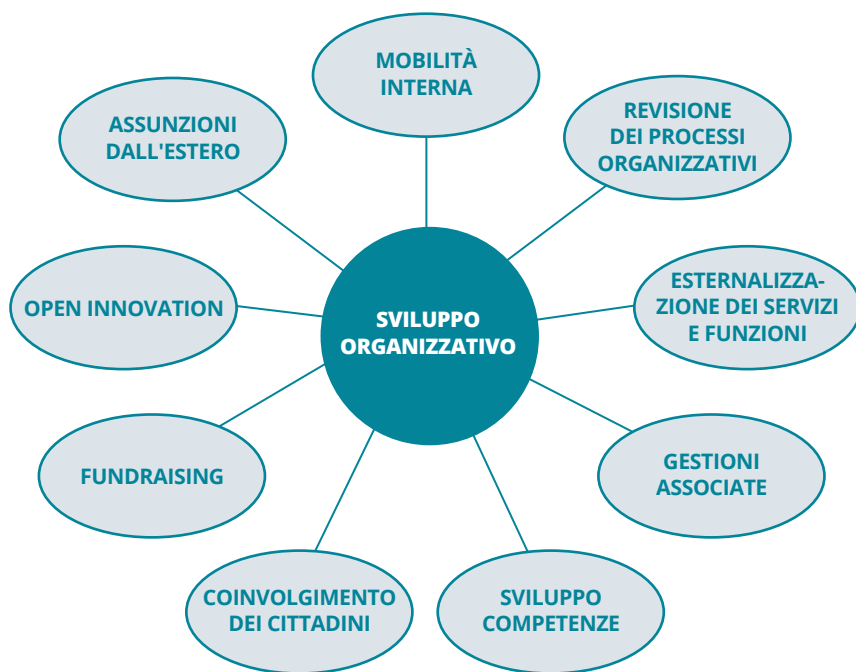 MOBILITÀ
INTERNA
REVISIONE
DEI PROCESSI
ORGANIZZATIVI
ASSUNZIONI
DALL'ESTERO
ESTERNALIZZA-
ZIONE DEI SERVIZI
E FUNZIONI
OPEN INNOVATION
SVILUPPO
ORGANIZZATIVO
GESTIONI
ASSOCIATE
FUNDRAISING
SVILUPPO
COMPETENZE
COINVOLGIMENTO
DEI CITTADINI